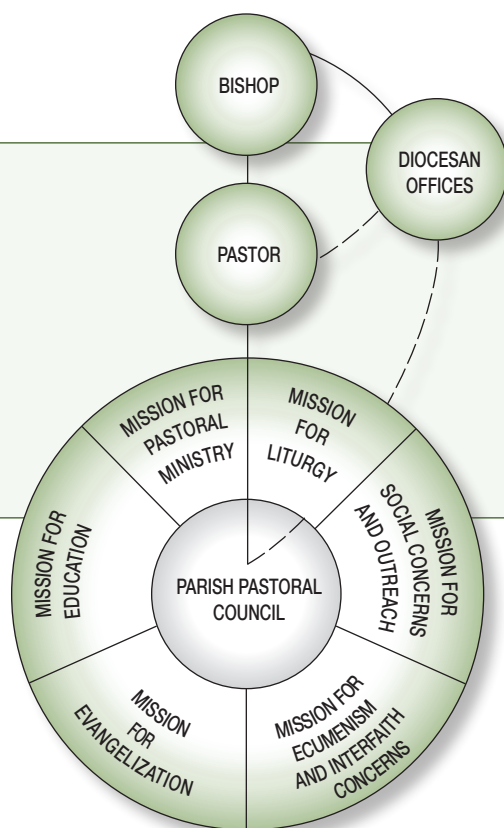 BISHOP
DIOCESAN
OFFICES
PASTOR
MISSION FOR
PASTORAL
MINISTRY
MISSION
FOR
LITURGY
MISSION FOR
SOCIAL CONCERNS
AND OUTREACH
MISSION FOR
EDUCATION
PARISH PASTORAL
COUNCIL
MISSION
FOR
EVANGELIZATION
MISSION FOR
ECUMENISM
AND INTERFAITH
CONCERNS